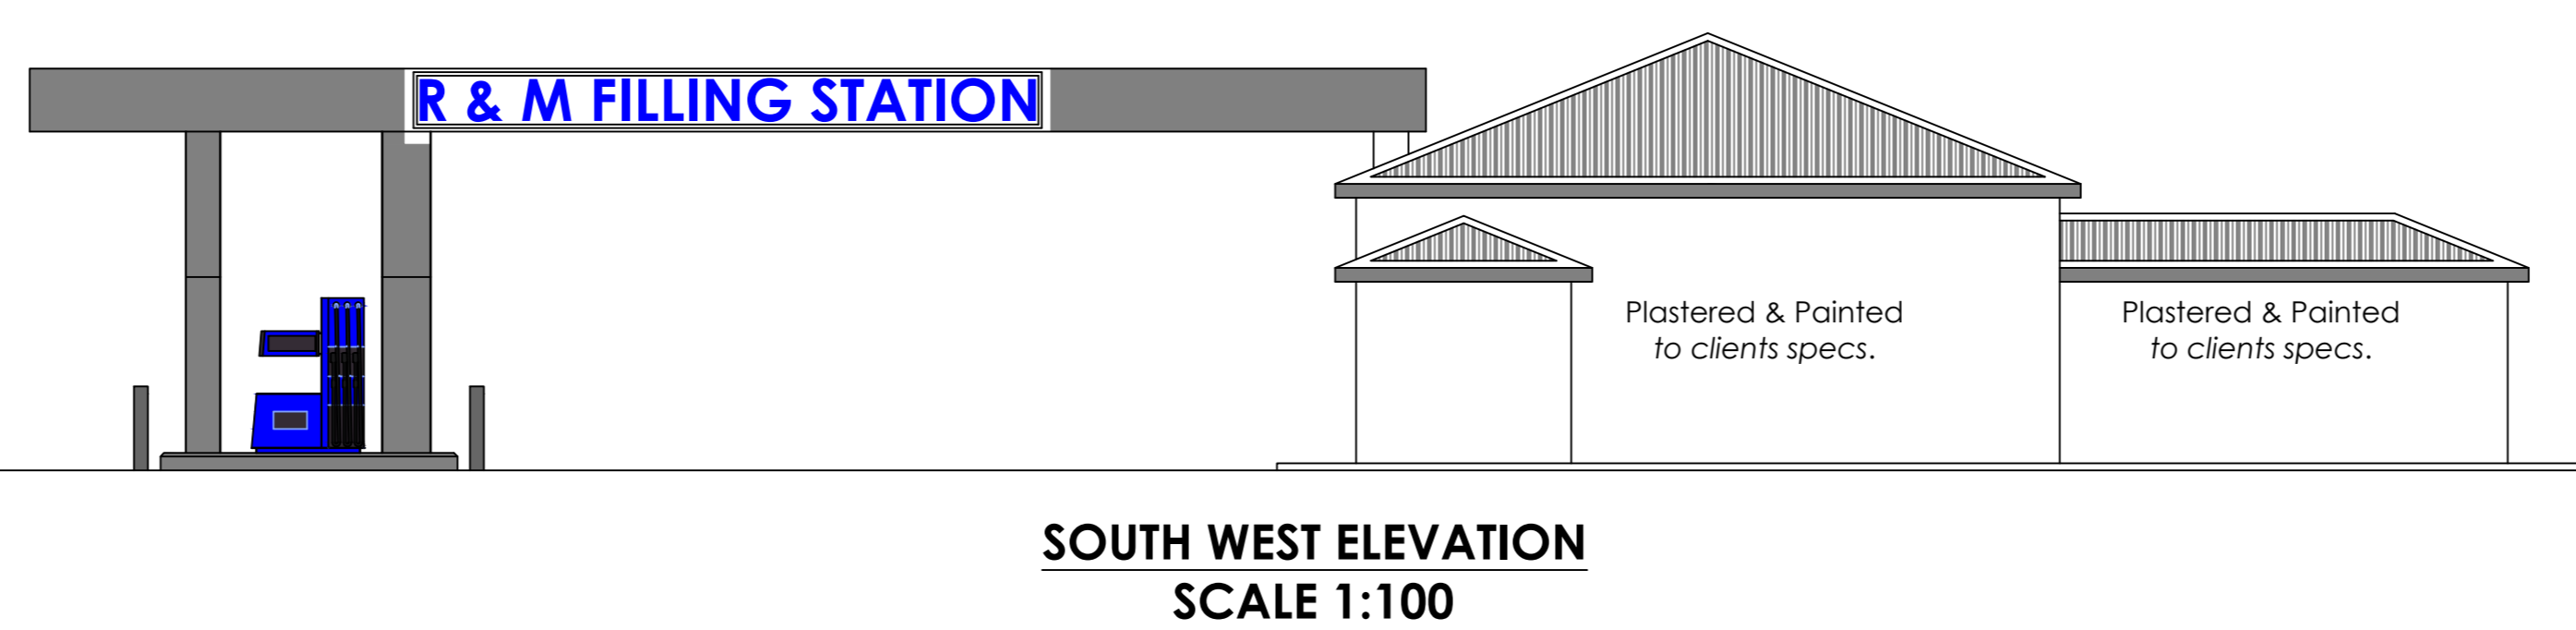 R & M FILLING STATION
Plastered & Painted
to clients specs.
Plastered & Painted
to clients specs.
SOUTH WEST ELEVATION
SCALE 1:100